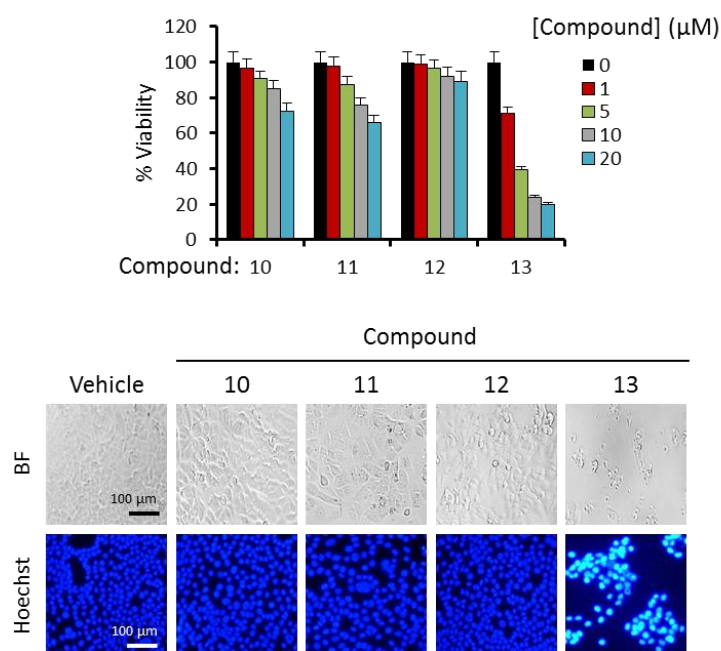 [Compound] (µM)
120
100
80
60
40
20
0
% Viability
0
1
5
10
20
Compound: 10 11 12 13
Compound
Vehicle 10 11 12 13
BF
100 µm
Hoechst
100 µm